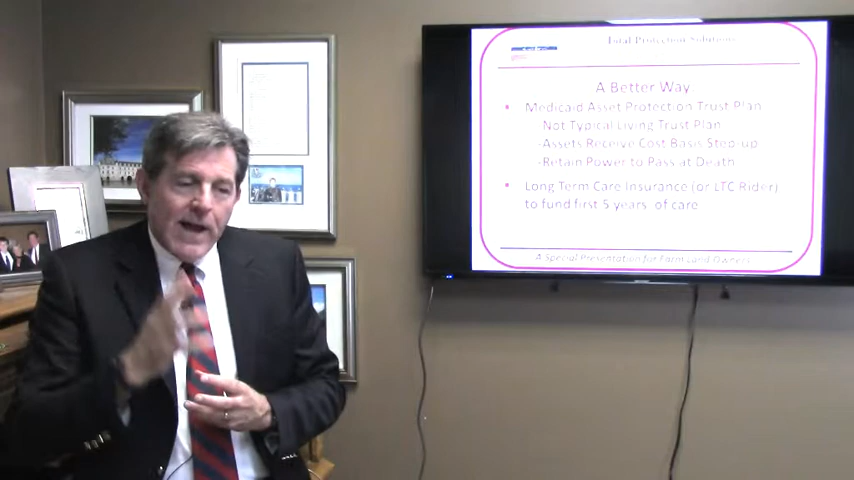 Total Protection Solutions
A Better Way
Medicaid Asset Protection Trust Plan
Not Typical Living Trust Plan
-Assets Receive Cost Basis Step-up
-Retain Power to Pass at Death
Long Term Care Insurance (or LTC Rider)
to fund first 5 years of care
A Special Presentation for Farm Land Owners